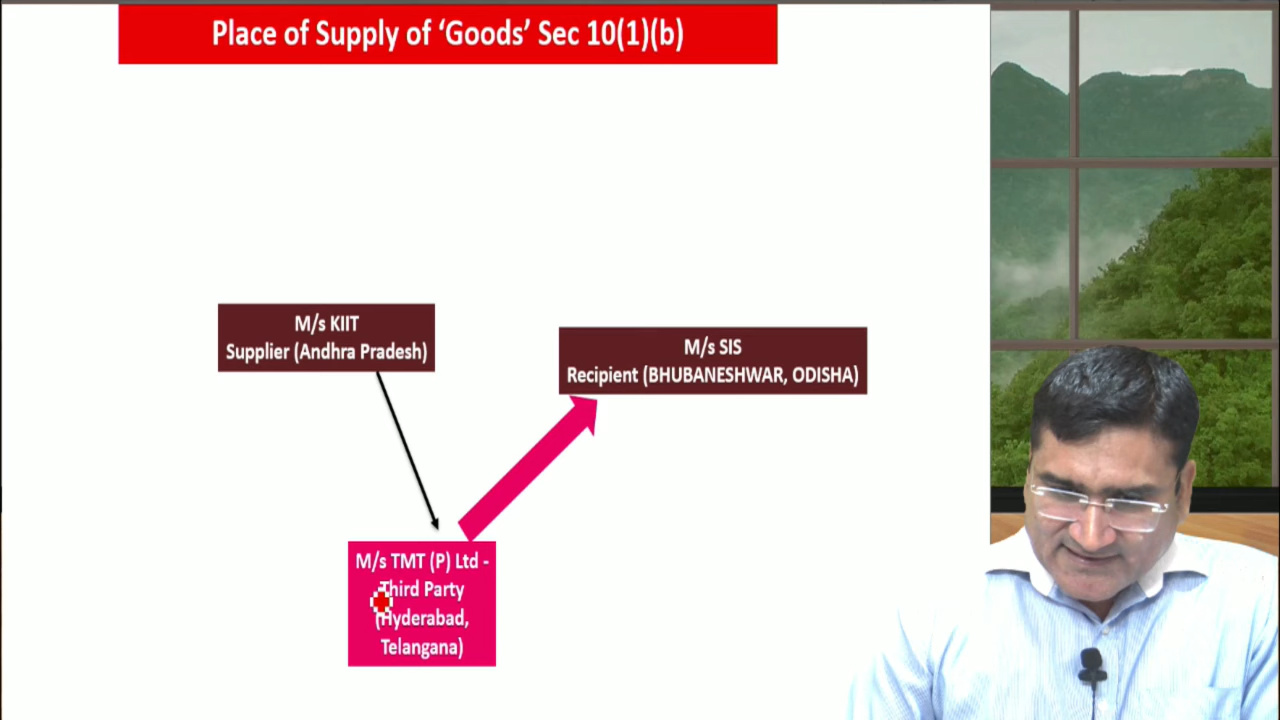 Place of Supply of ‘Goods’ Sec 10(1)(b)
M/s KIIT
Supplier (Andhra Pradesh)
M/s SIS
Recipient (BHUBANESHWAR, ODISHA)
M/s TMT (P) Ltd -
Third Party
(Hyderabad,
Telangana)